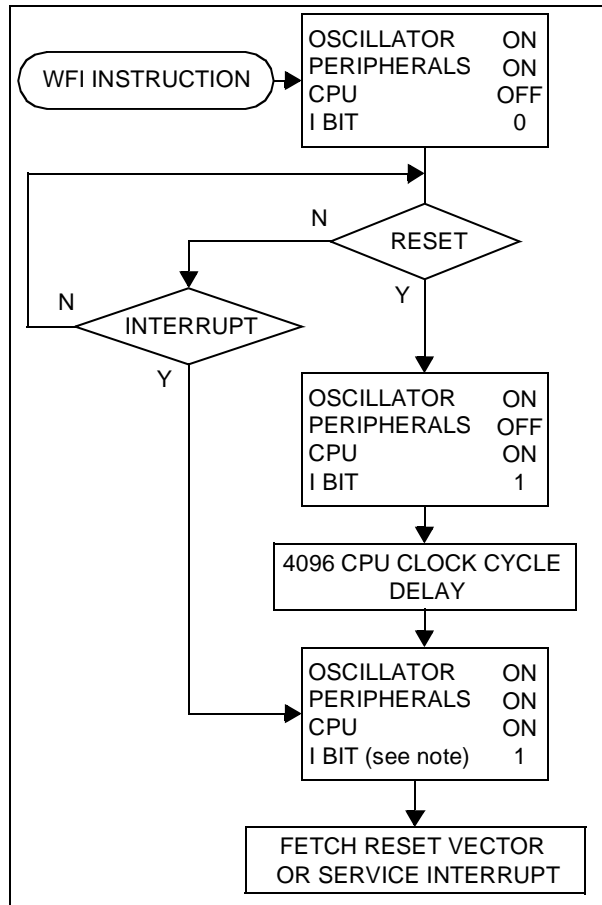 WFI INSTRUCTION
OSCILLATOR ON
PERIPHERALS ON
CPU OFF
I BIT 0
N
RESET
Y
N
INTERRUPT
Y
OSCILLATOR ON
PERIPHERALS OFF
CPU ON
I BIT 1
4096 CPU CLOCK CYCLE
DELAY
OSCILLATOR ON
PERIPHERALS ON
CPU ON
I BIT (see note) 1
FETCH RESET VECTOR
OR SERVICE INTERRUPT